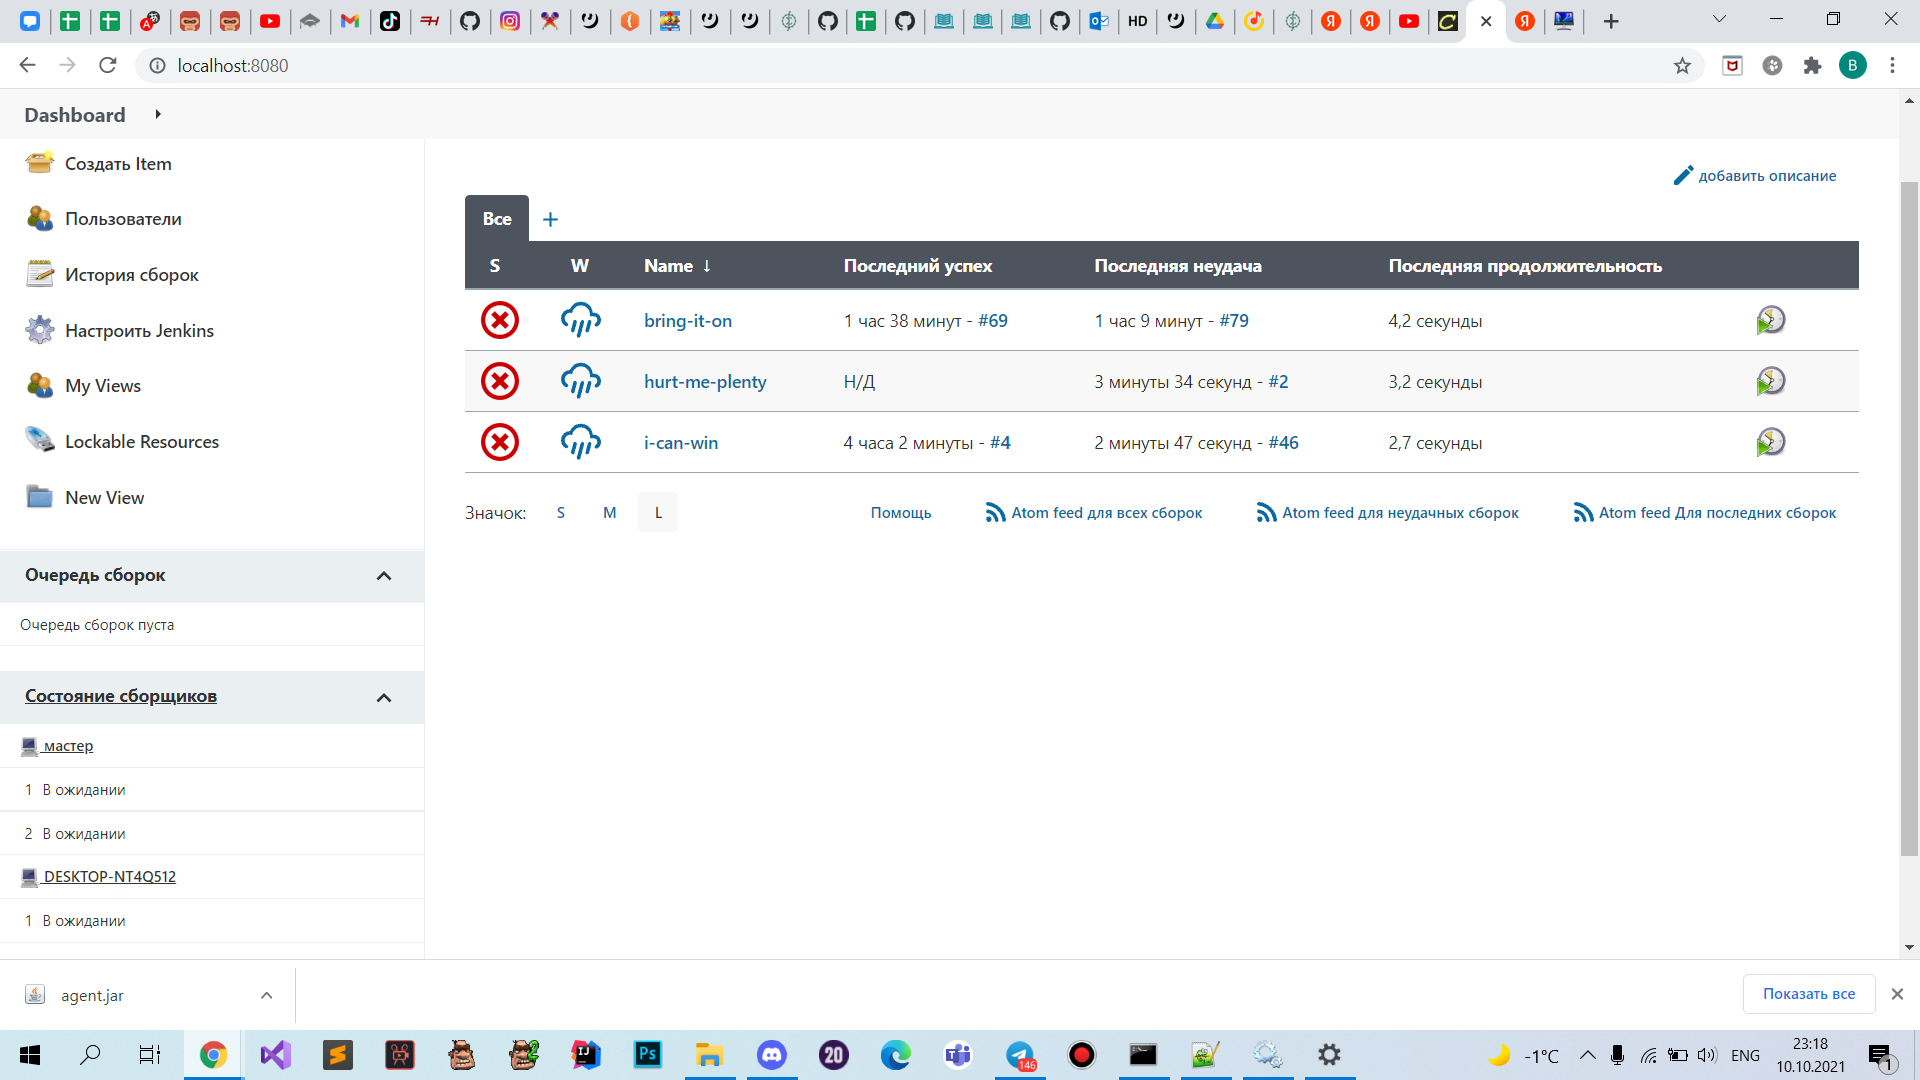 HD
localhost:8080
B
Dashboard
Создать Item
Пользователи
История сборок
Настроить Jenkins
My Views
Lockable Resources
New View
Очередь сборок
Очередь сборок пуста
Состояние сборщиков
мастер
1 В ожидании
2 В ожидании
DESKTOP-NT4Q512
1 В ожидании
добавить описание
Все +
S W Name ↓ Последний успех Последняя неудача Последняя продолжительность
bring-it-on 1 час 38 минут - #69 1 час 9 минут - #79 4,2 секунды
hurt-me-plenty Н/Д 3 минуты 34 секунд - #2 3,2 секунды
i-can-win 4 часа 2 минуты - #4 2 минуты 47 секунд - #46 2,7 секунды
Значок: S M L Помощь Atom feed для всех сборок Atom feed для неудачных сборок Atom feed Для последних сборок
agent.jar
Показать все
Ps
20
146
-1°C
ENG
23:18
10.10.2021
1